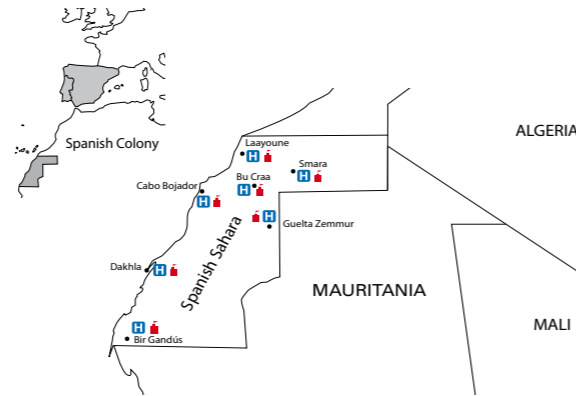 Spanish Colony
ALGERIA
Laayoune
H
Smara
H
Bu Craa
H
Cabo Bojador
H
H
Guelta Zemmur
Spanish Sahara
Dakhla
H
MAURITANIA
H
Bir Gandús
MALI